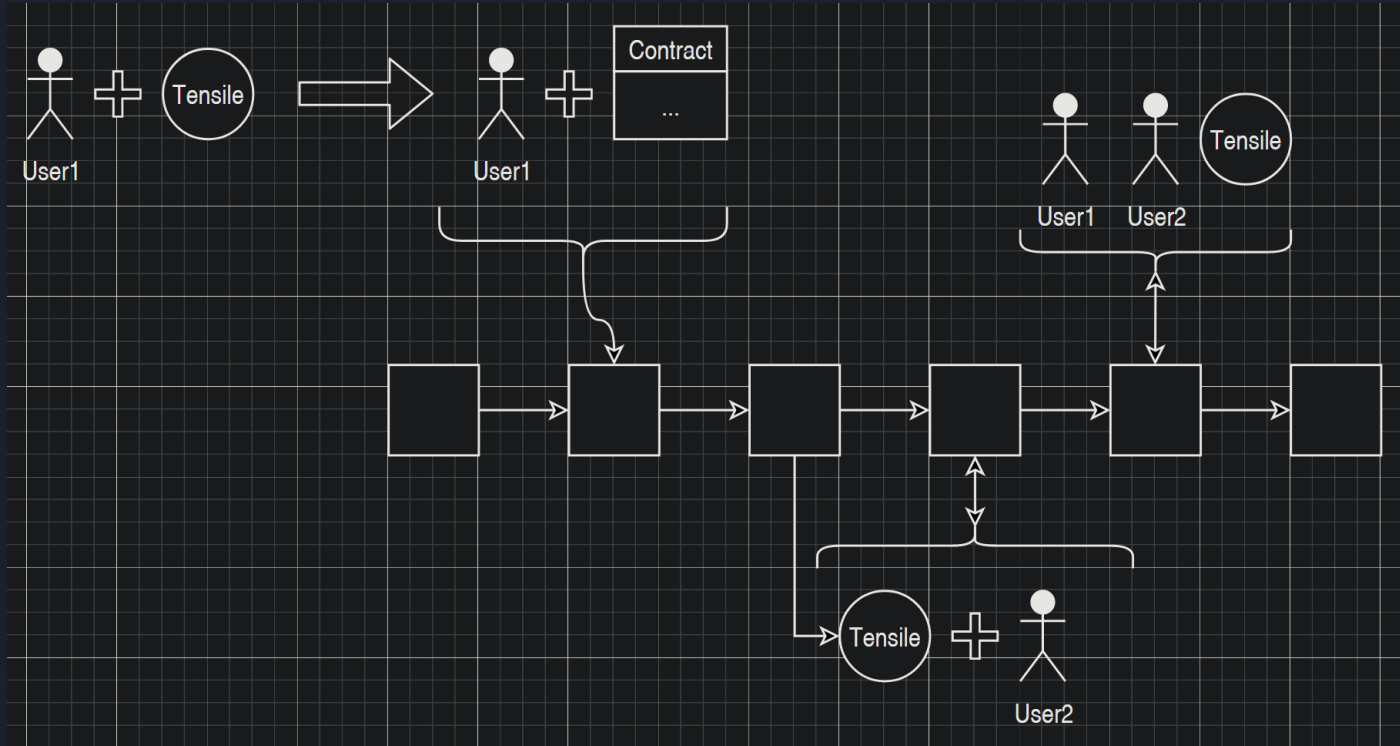 Contract
Tensile
...
User1
User1
Tensile
User1
User2
Tensile
User2